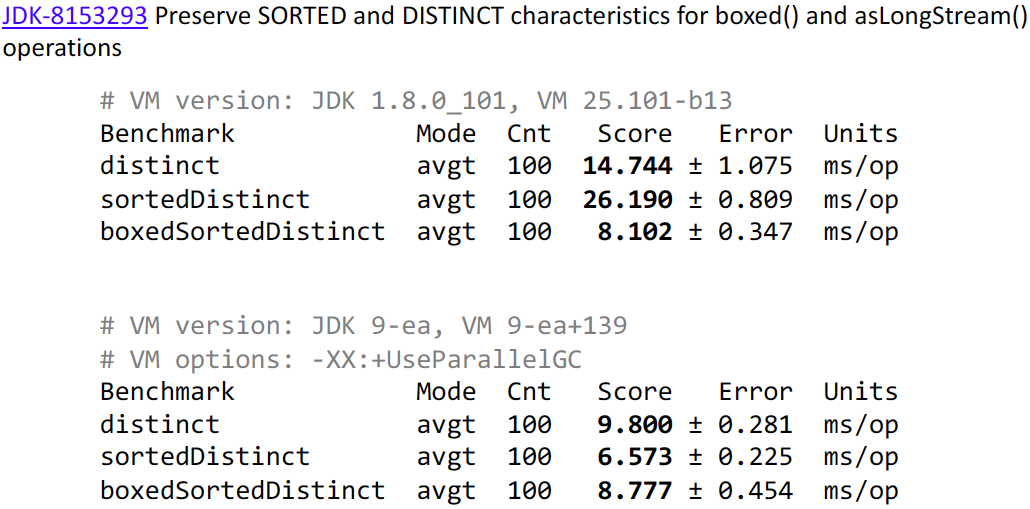 JDK-8153293 Preserve SORTED and DISTINCT characteristics for boxed() and asLongStream()
operations
# VM version: JDK 1.8.0_101, VM 25.101-b13
Benchmark Mode Cnt Score Error Units
distinct avgt 100 14.744 ± 1.075 ms/op
sortedDistinct avgt 100 26.190 ± 0.809 ms/op
boxedSortedDistinct avgt 100 8.102 ± 0.347 ms/op
# VM version: JDK 9-ea, VM 9-ea+139
# VM options: -XX:+UseParallelGC
Benchmark Mode Cnt Score Error Units
distinct avgt 100 9.800 ± 0.281 ms/op
sortedDistinct avgt 100 6.573 ± 0.225 ms/op
boxedSortedDistinct avgt 100 8.777 ± 0.454 ms/op